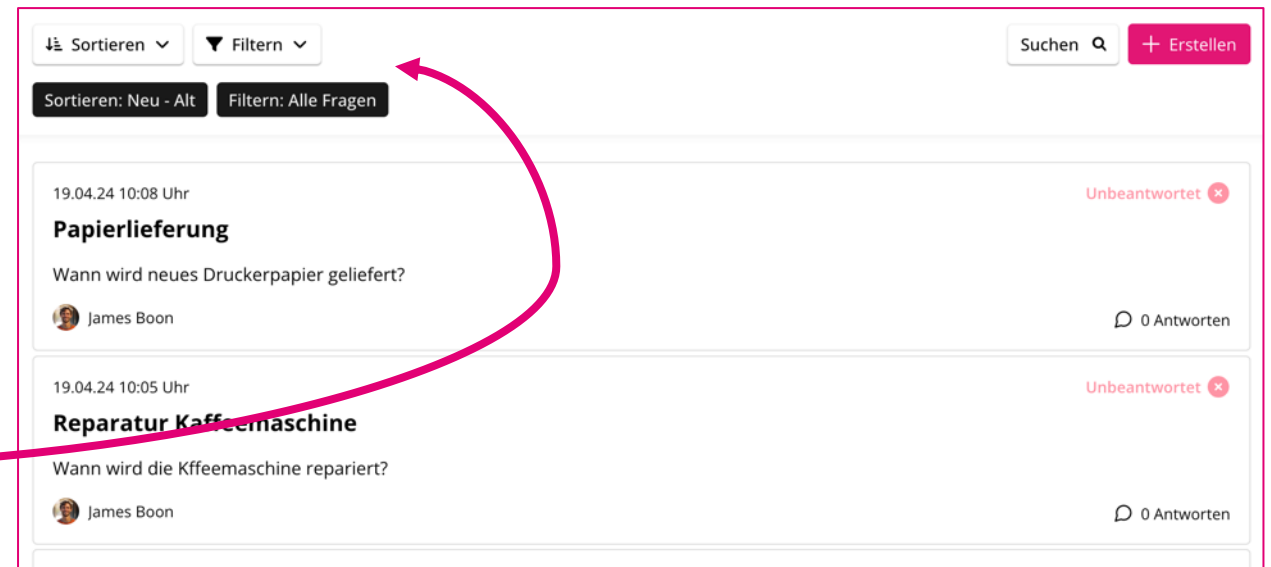 Sortieren
Filtern
Suchen
Erstellen
Sortieren: Neu - Alt
Filtern: Alle Fragen
19.04.24 10:08 Uhr
Unbeantwortet
Papierlieferung
Wann wird neues Druckerpapier geliefert?
James Boon
0 Antworten
19.04.24 10:05 Uhr
Unbeantwortet
Reparatur Kaffeemaschine
Wann wird die Kffeemaschine repariert?
James Boon
0 Antworten